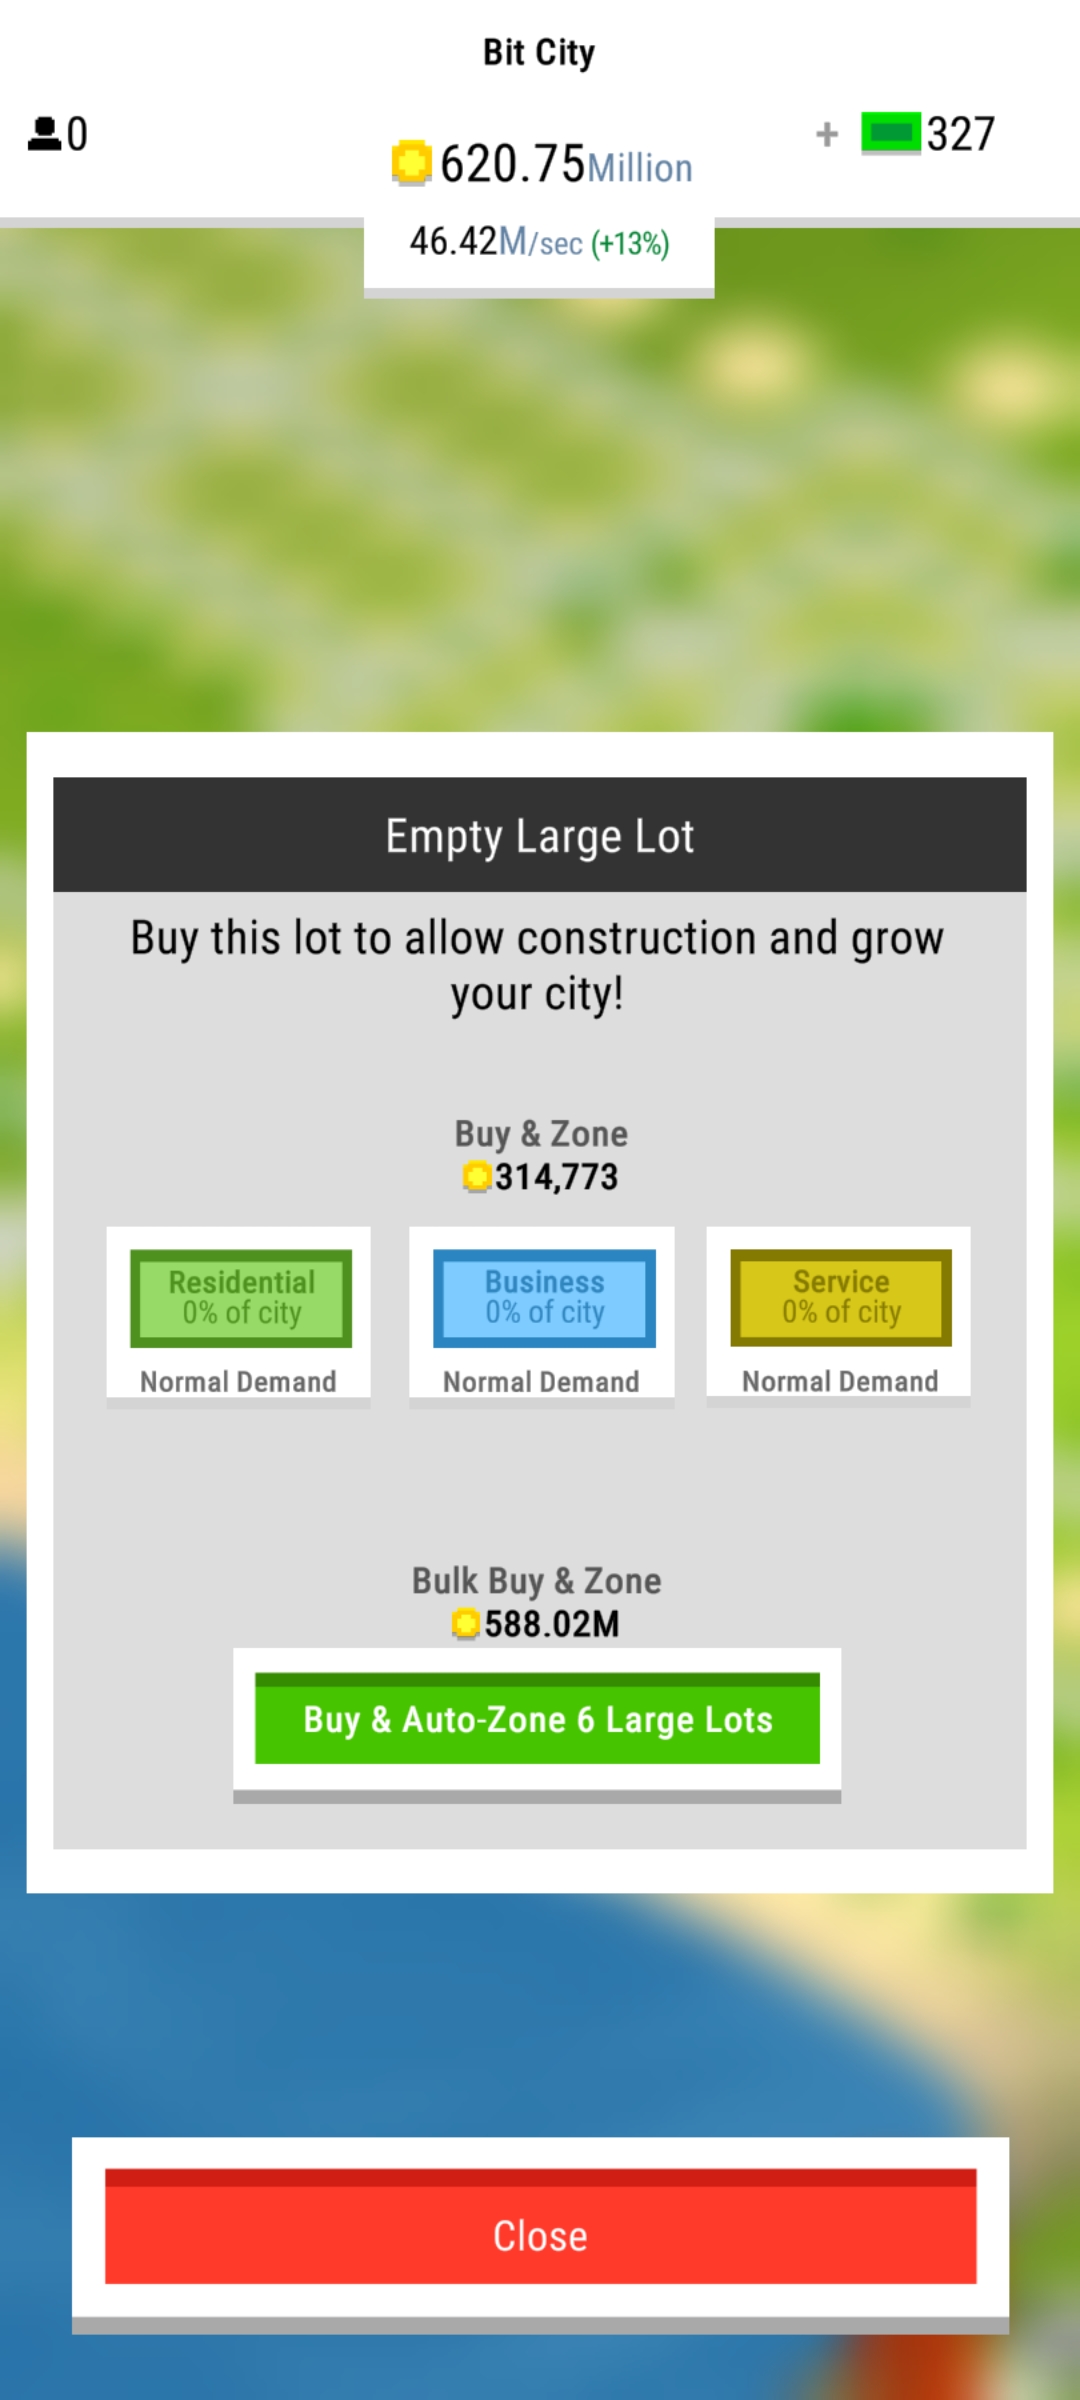 Bit City
0
620.75Million
+ 327
46.42M/sec (+13%)
Empty Large Lot
Buy this lot to allow construction and grow
your city!
Buy & Zone
314,773
Residential
0% of city
Normal Demand
Business
0% of city
Normal Demand
Service
0% of city
Normal Demand
Bulk Buy & Zone
588.02M
Buy & Auto-Zone 6 Large Lots
Close